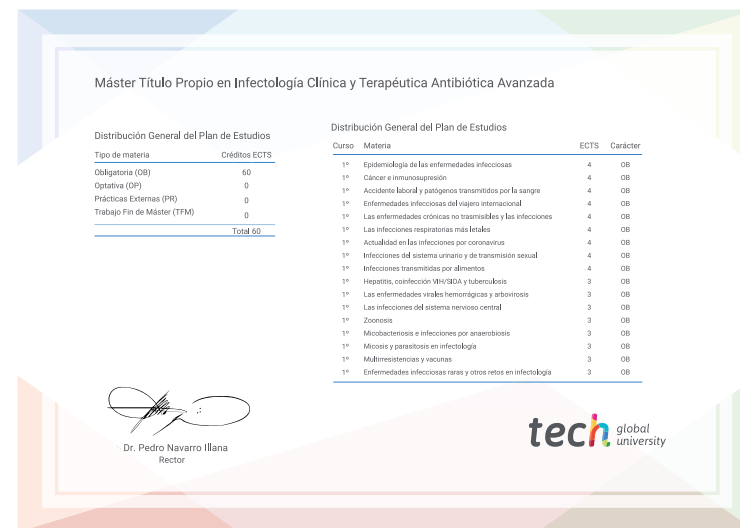 Máster Título Propio en Infectología Clínica y Terapéutica Antibiótica Avanzada
Distribución General del Plan de Estudios
Tipo de materia Créditos ECTS
Obligatoria (OB) 60
Optativa (OP) 0
Prácticas Externas (PR) 0
Trabajo Fin de Máster (TFM) 0
Total 60
Distribución General del Plan de Estudios
Curso Materia ECTS Carácter
1º Epidemiología de las enfermedades infecciosas 4 OB
1º Cáncer e inmunosupresión 4 OB
1º Accidente laboral y patógenos transmitidos por la sangre 4 OB
1º Enfermedades infecciosas del viajero internacional 4 OB
1º Las enfermedades crónicas no trasmisibles y las infecciones 4 OB
1º Las infecciones respiratorias más letales 4 OB
1º Actualidad en las infecciones por coronavirus 4 OB
1º Infecciones del sistema urinario y de transmisión sexual 4 OB
1º Infecciones transmitidas por alimentos 4 OB
1º Hepatitis, coinfección VIH/SIDA y tuberculosis 3 OB
1º Las enfermedades virales hemorrágicas y arbovirosis 3 OB
1º Las infecciones del sistema nervioso central 3 OB
1º Zoonosis 3 OB
1º Micobacteriosis e infecciones por anaerobiosis 3 OB
1º Micosis y parasitosis en infectología 3 OB
1º Multirresistencias y vacunas 3 OB
1º Enfermedades infecciosas raras y otros retos en infectología 3 OB
Dr. Pedro Navarro Illana
Rector
tech global
university